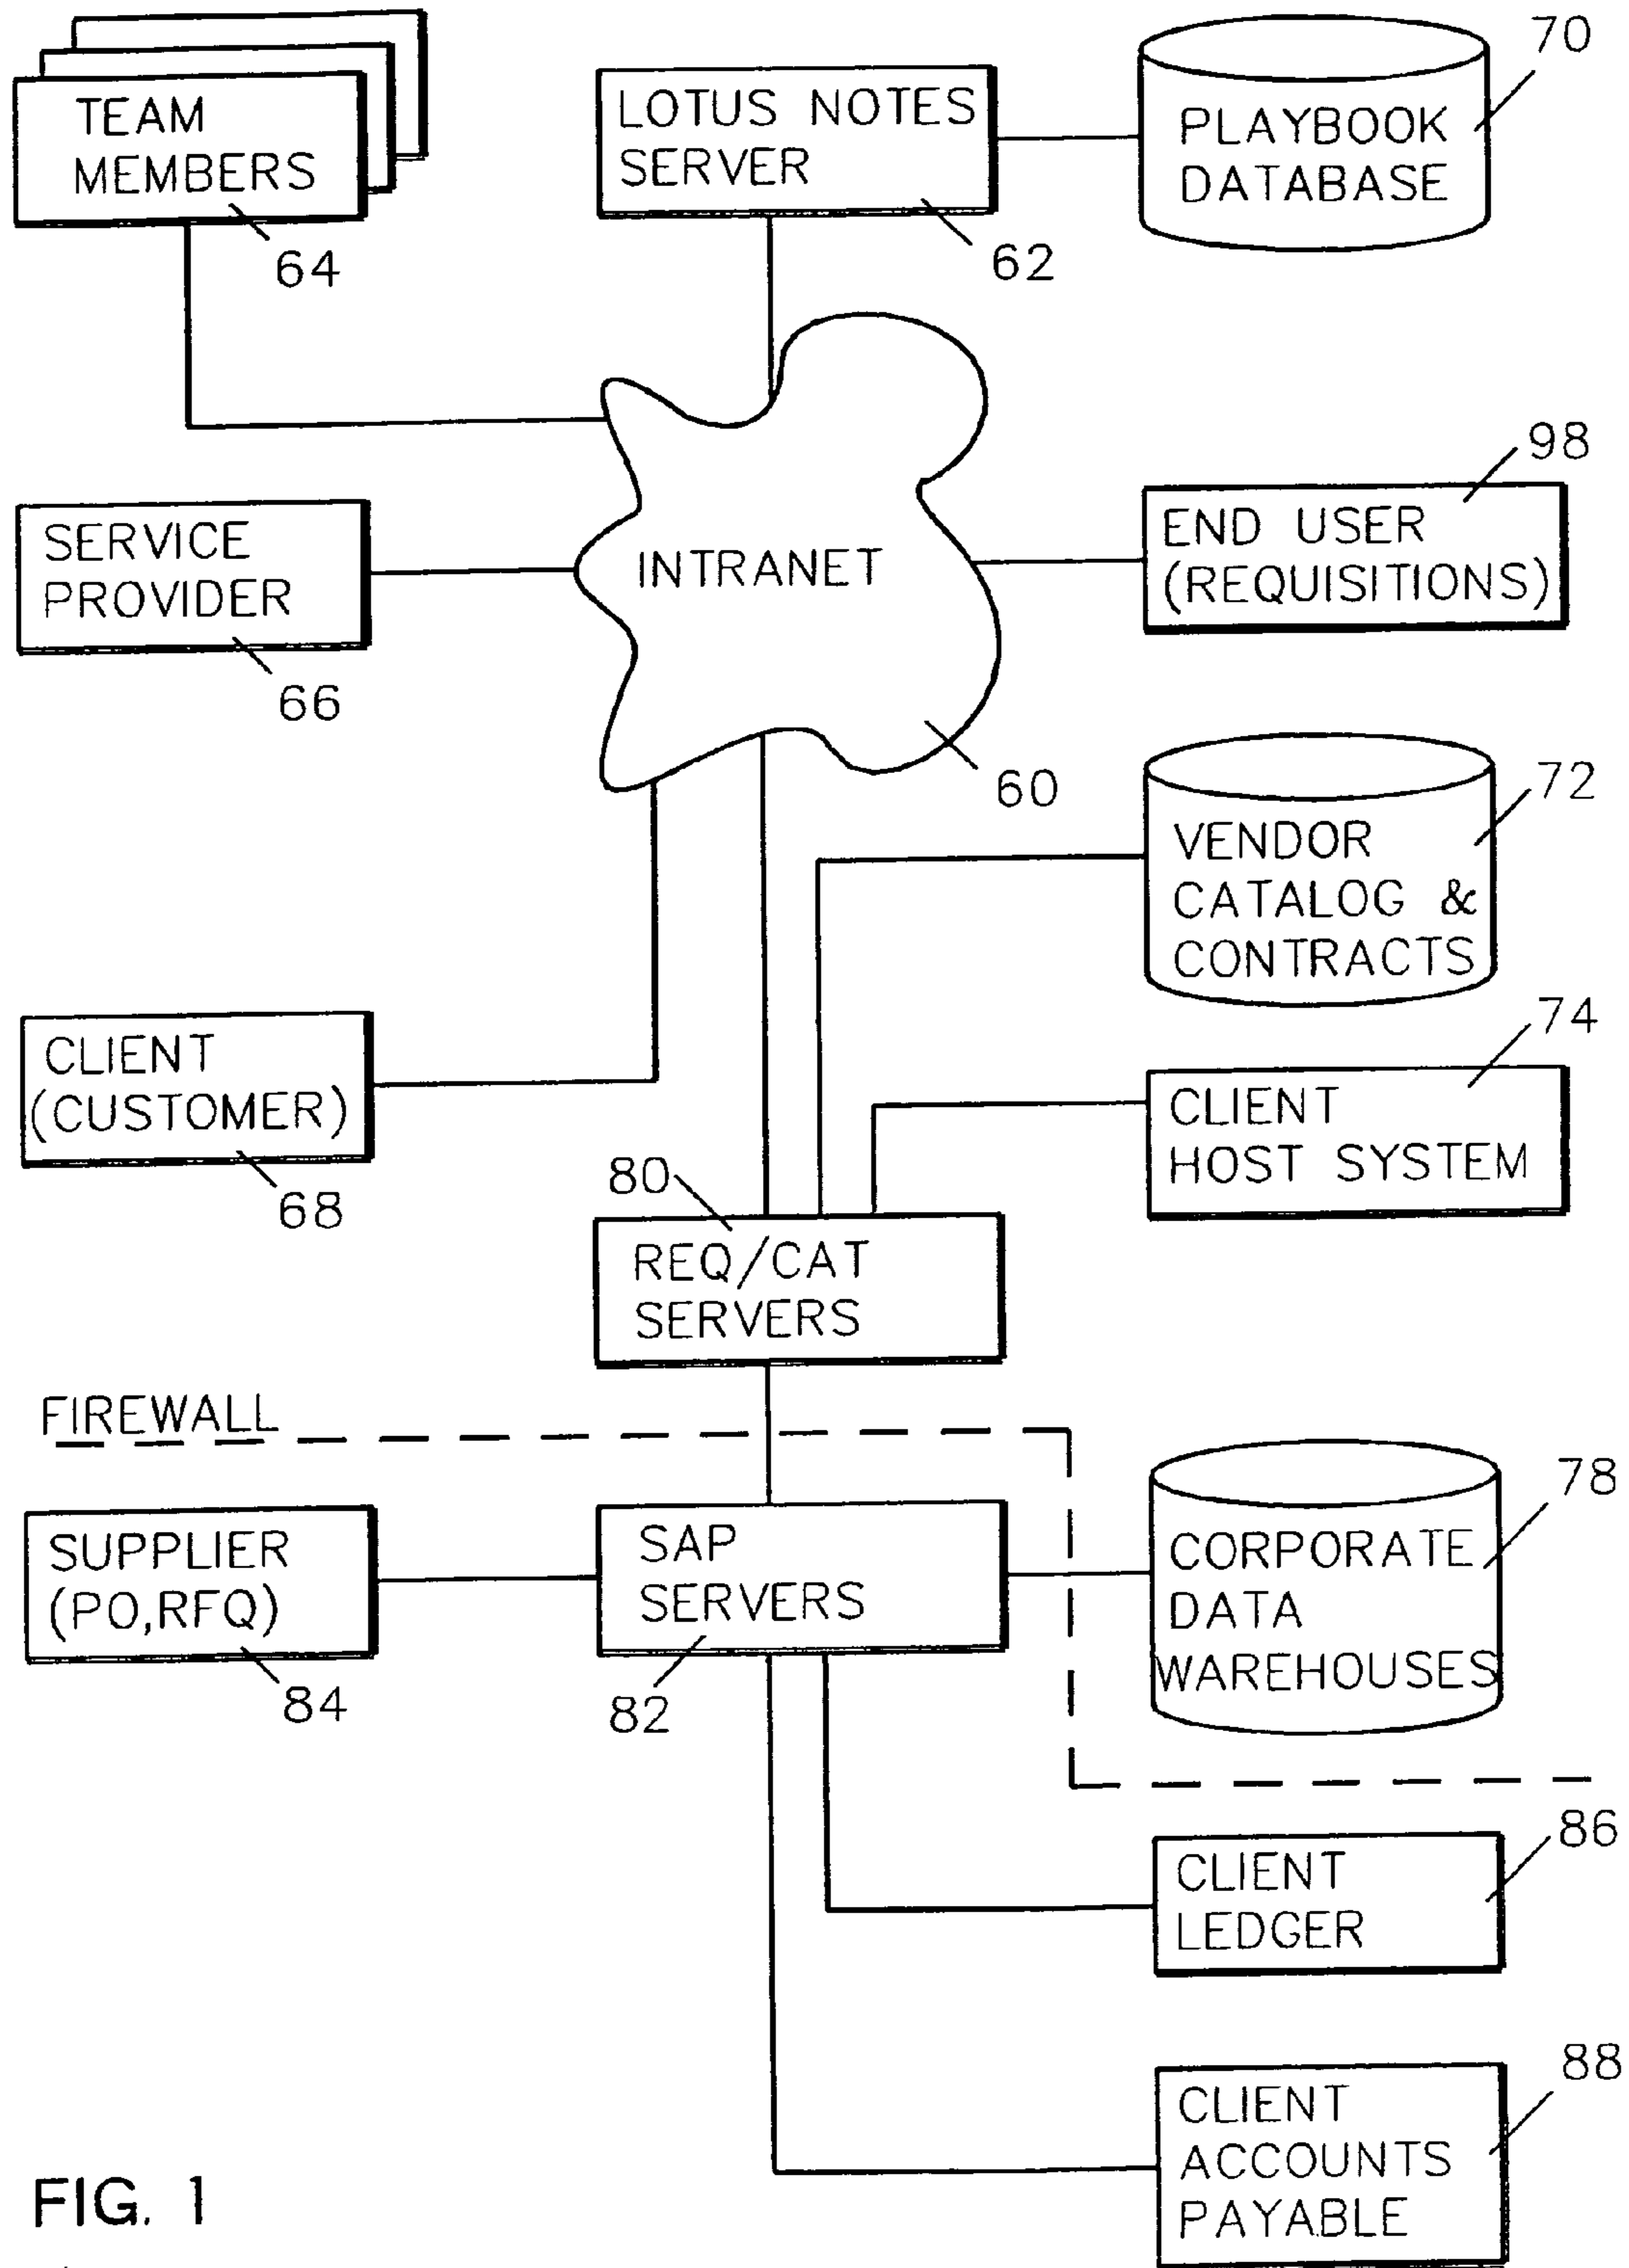 TEAM
MEMBERS
64
LOTUS NOTES
SERVER
62
70
PLAYBOOK
DATABASE
SERVICE
PROVIDER
66
INTRANET
60
98
END USER
(REQUISITIONS)
72
VENDOR
CATALOG &
CONTRACTS
CLIENT
(CUSTOMER)
68
74
CLIENT
HOST SYSTEM
80
REQ/CAT
SERVERS
FIREWALL
SUPPLIER
(PO,RFQ)
84
SAP
SERVERS
82
78
CORPORATE
DATA
WAREHOUSES
86
CLIENT
LEDGER
88
CLIENT
ACCOUNTS
PAYABLE
FIG. 1